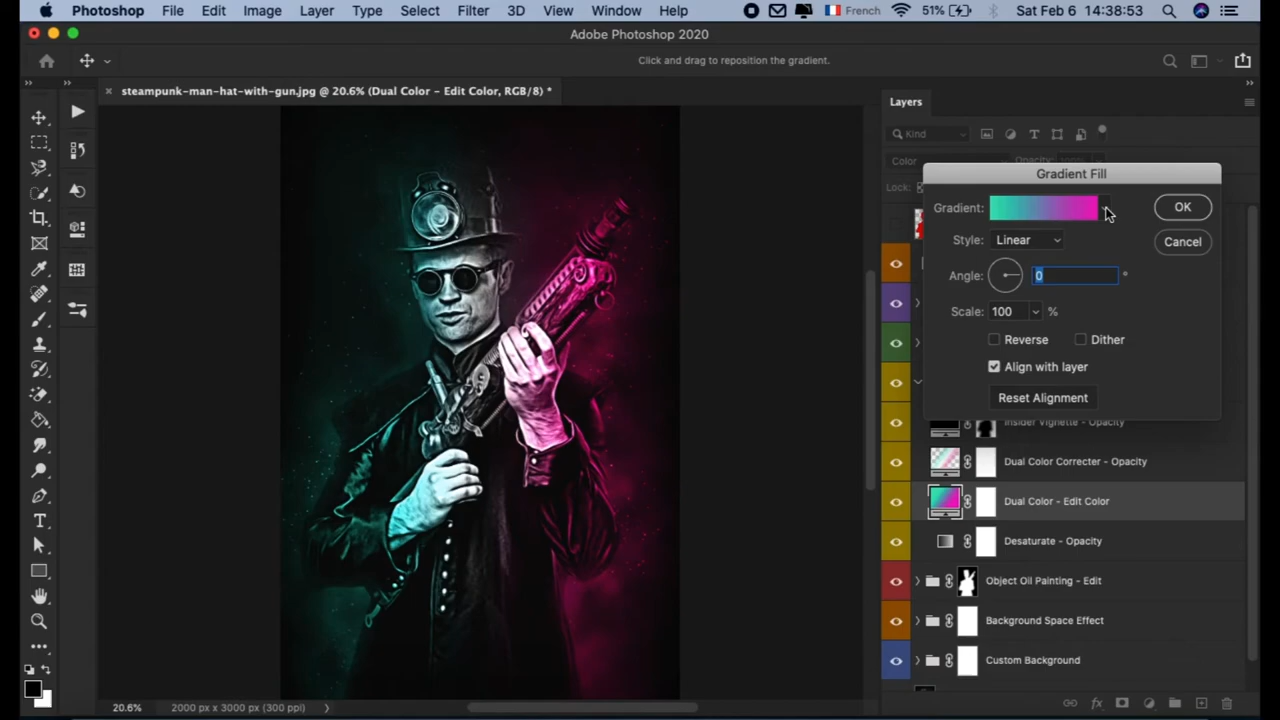 Photoshop File Edit Image Layer Type Select Filter 3D View Window Help French 51% Sat Feb 6 14:38:53
Adobe Photoshop 2020
Click and drag to reposition the gradient.
steampunk-man-hat-with-gun.jpg @ 20.6% (Dual Color - Edit Color, RGB/8) *
Layers
Kind
Color Opacity:
Lock:
Gradient Fill
Gradient:
OK
Style: Linear
Cancel
Angle: 0 °
Scale: 100 %
Reverse Dither
Align with layer
Reset Alignment
Insider Vignette - Opacity
Dual Color Correcter - Opacity
Dual Color - Edit Color
Desaturate - Opacity
Object Oil Painting - Edit
Background Space Effect
Custom Background
20.6% 2000 px x 3000 px (300 ppi)